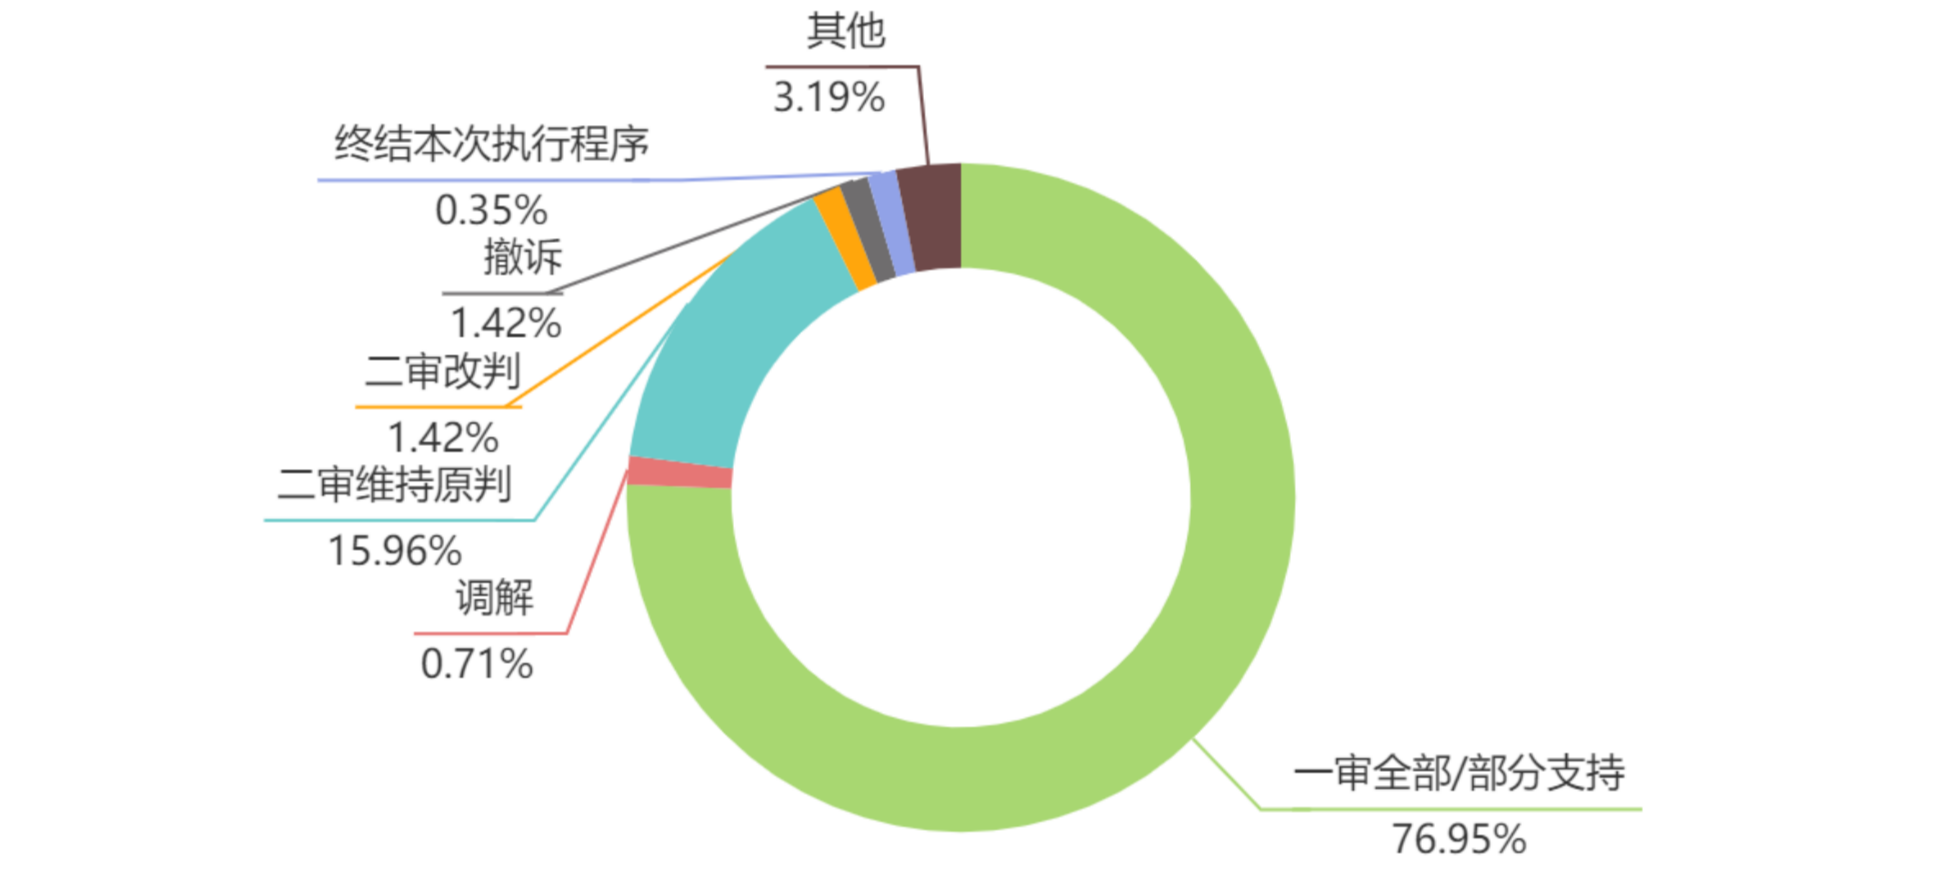 其他
3.19%
终结本次执行程序
0.35%
撤诉
1.42%
二审改判
1.42%
二审维持原判
15.96%
调解
0.71%
一审全部/部分支持
76.95%